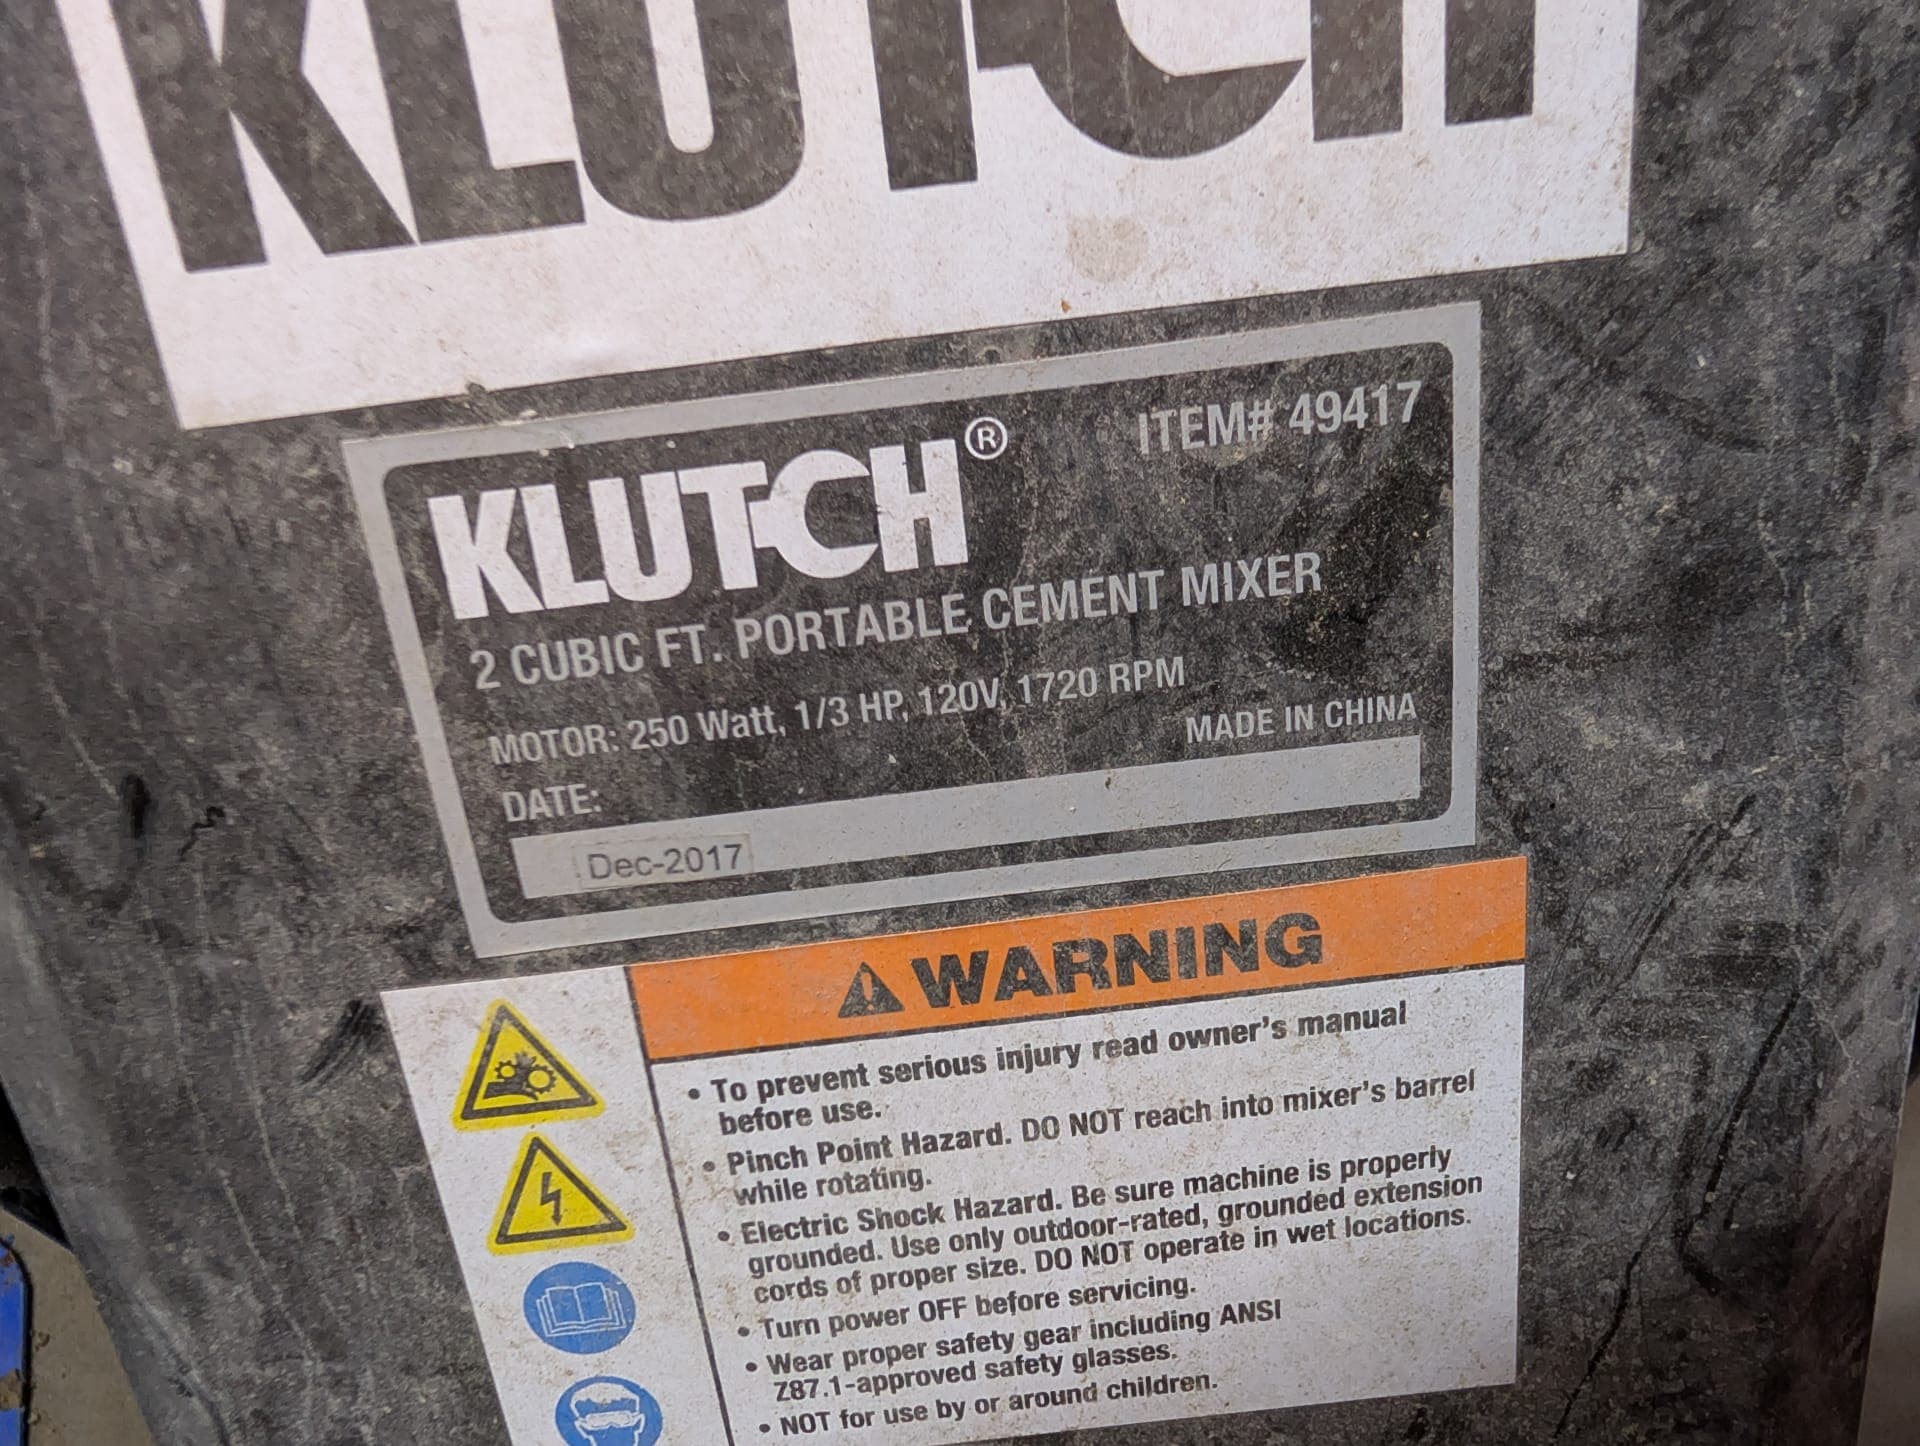 KLUTCH
KLUTCH® ITEM# 49417
2 CUBIC FT. PORTABLE CEMENT MIXER
MOTOR: 250 Watt, 1/3 HP, 120V, 1720 RPM
MADE IN CHINA
DATE:
Dec-2017
WARNING
• To prevent serious injury read owner's manual
before use.
• Pinch Point Hazard. DO NOT reach into mixer's barrel
while rotating.
• Electric Shock Hazard. Be sure machine is properly
grounded. Use only outdoor-rated, grounded extension
cords of proper size. DO NOT operate in wet locations.
• Turn power OFF before servicing.
• Wear proper safety gear including ANSI
Z87.1-approved safety glasses.
• NOT for use by or around children.